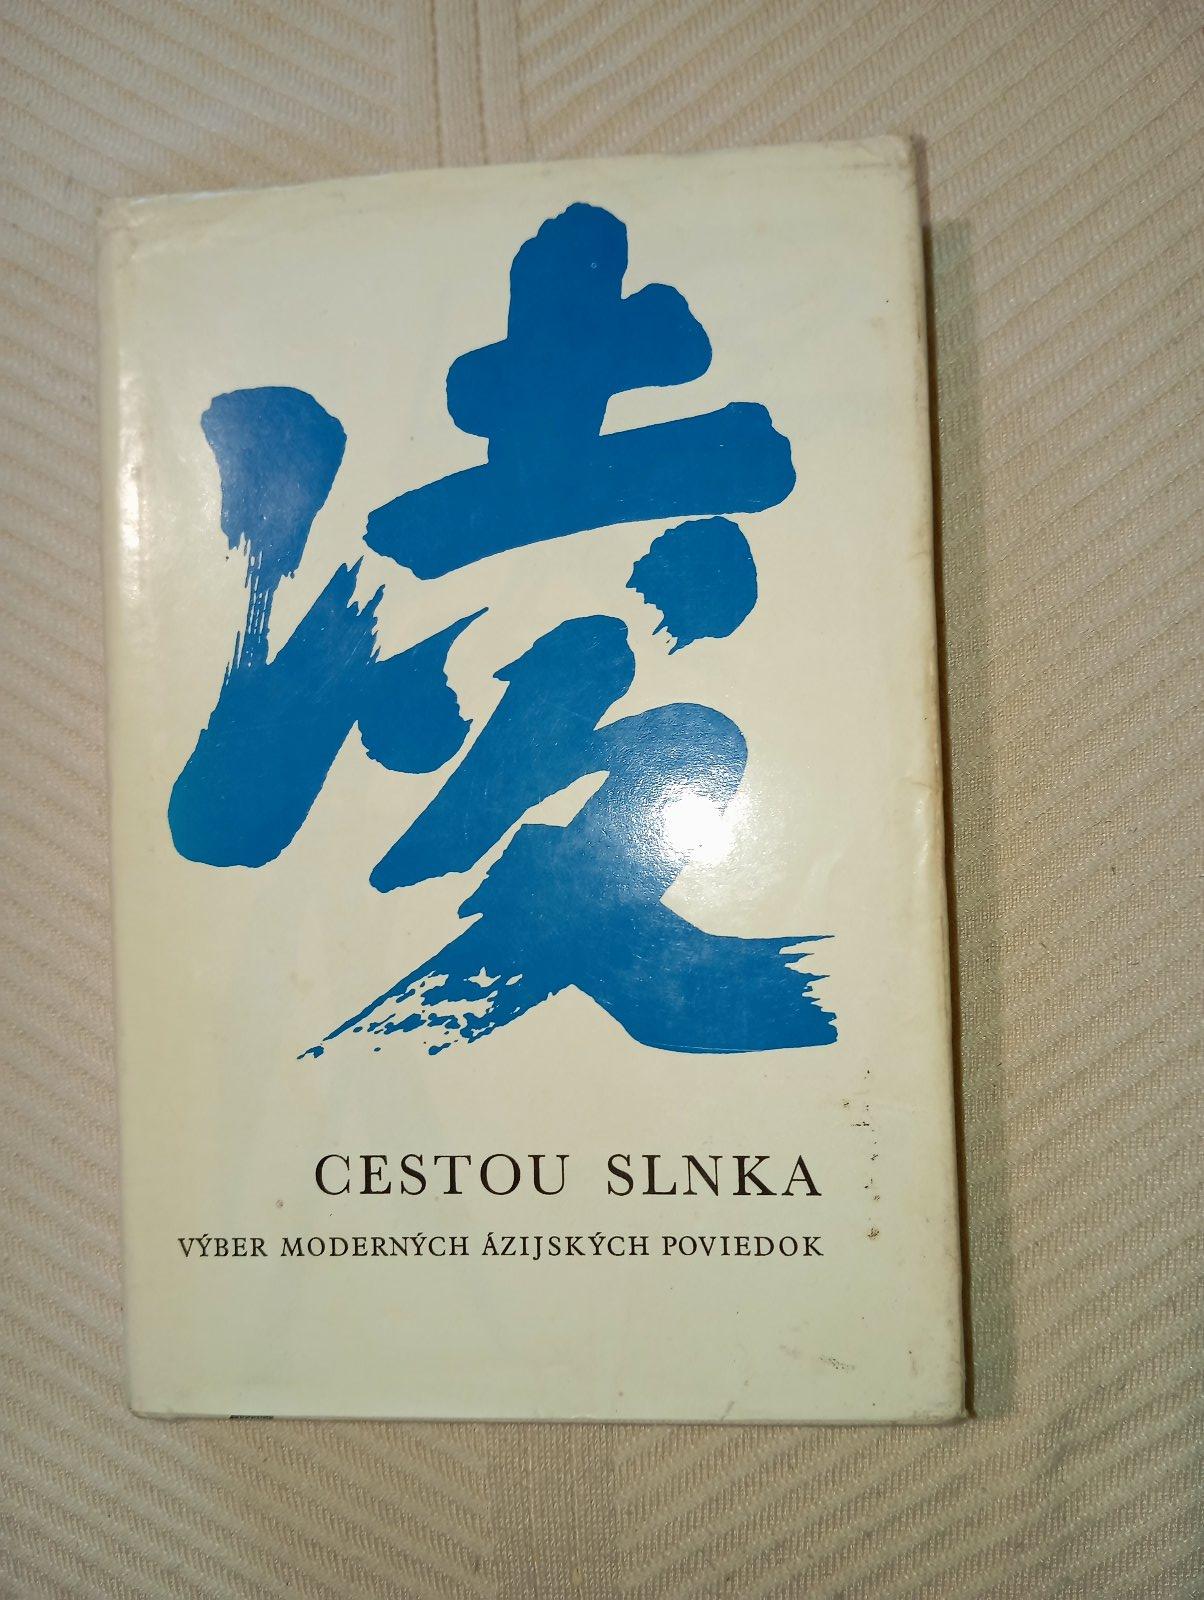 CESTOU SLNKA
VÝBER MODERNÝCH ÁZIJSKÝCH POVIEDOK